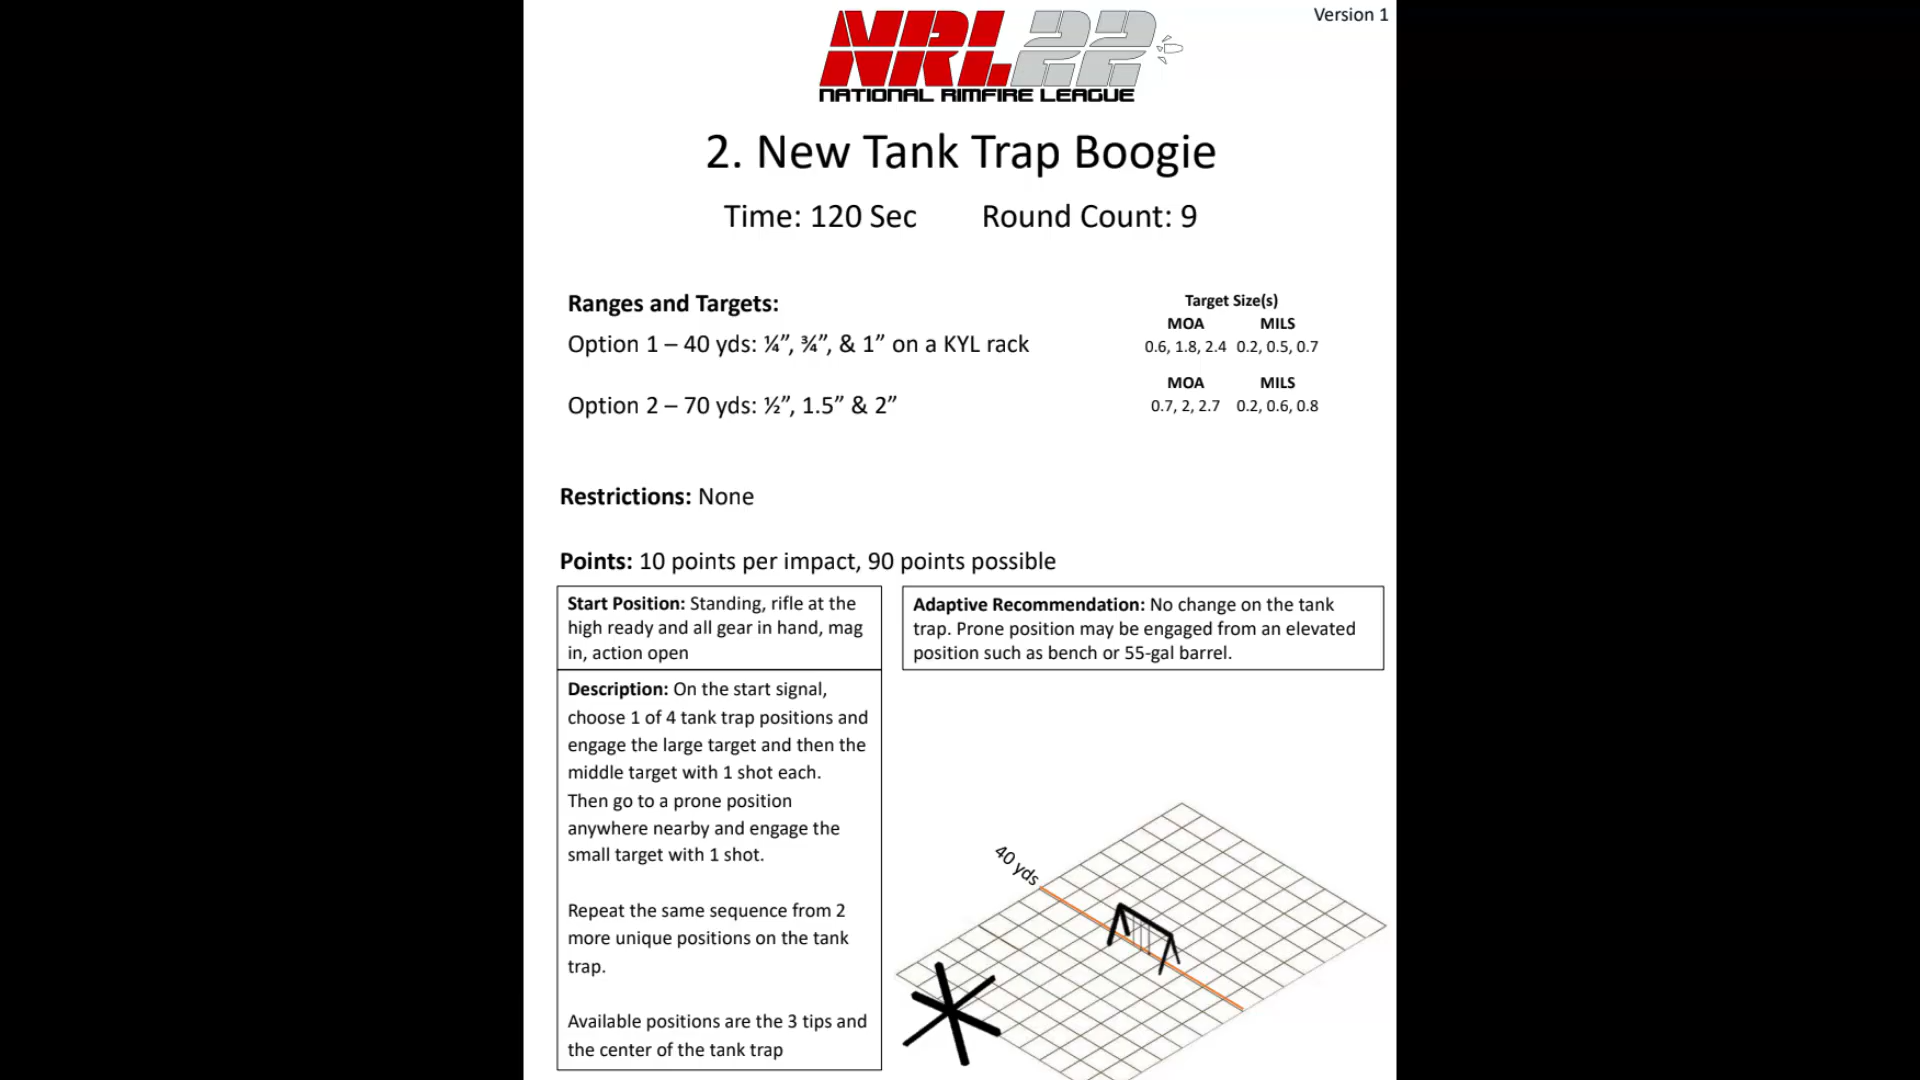 Version 1
NRL22
NATIONAL RIMFIRE LEAGUE
2. New Tank Trap Boogie
Time: 120 Sec Round Count: 9
Ranges and Targets:
Target Size(s)
MOA MILS
Option 1 – 40 yds: ¼”, ¾”, & 1” on a KYL rack
0.6, 1.8, 2.4 0.2, 0.5, 0.7
MOA MILS
Option 2 – 70 yds: ½”, 1.5” & 2”
0.7, 2, 2.7 0.2, 0.6, 0.8
Restrictions: None
Points: 10 points per impact, 90 points possible
Start Position: Standing, rifle at the
high ready and all gear in hand, mag
in, action open
Adaptive Recommendation: No change on the tank
trap. Prone position may be engaged from an elevated
position such as bench or 55-gal barrel.
Description: On the start signal,
choose 1 of 4 tank trap positions and
engage the large target and then the
middle target with 1 shot each.
Then go to a prone position
anywhere nearby and engage the
small target with 1 shot.
Repeat the same sequence from 2
more unique positions on the tank
trap.
Available positions are the 3 tips and
the center of the tank trap
40 yds